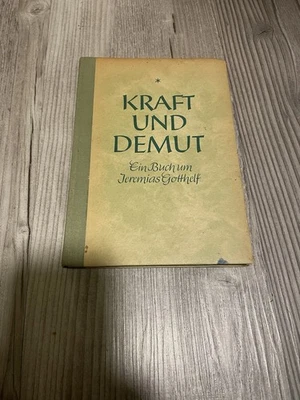 KRAFT
UND
DEMUT
Ein Buch um
Jeremias Gotthelf